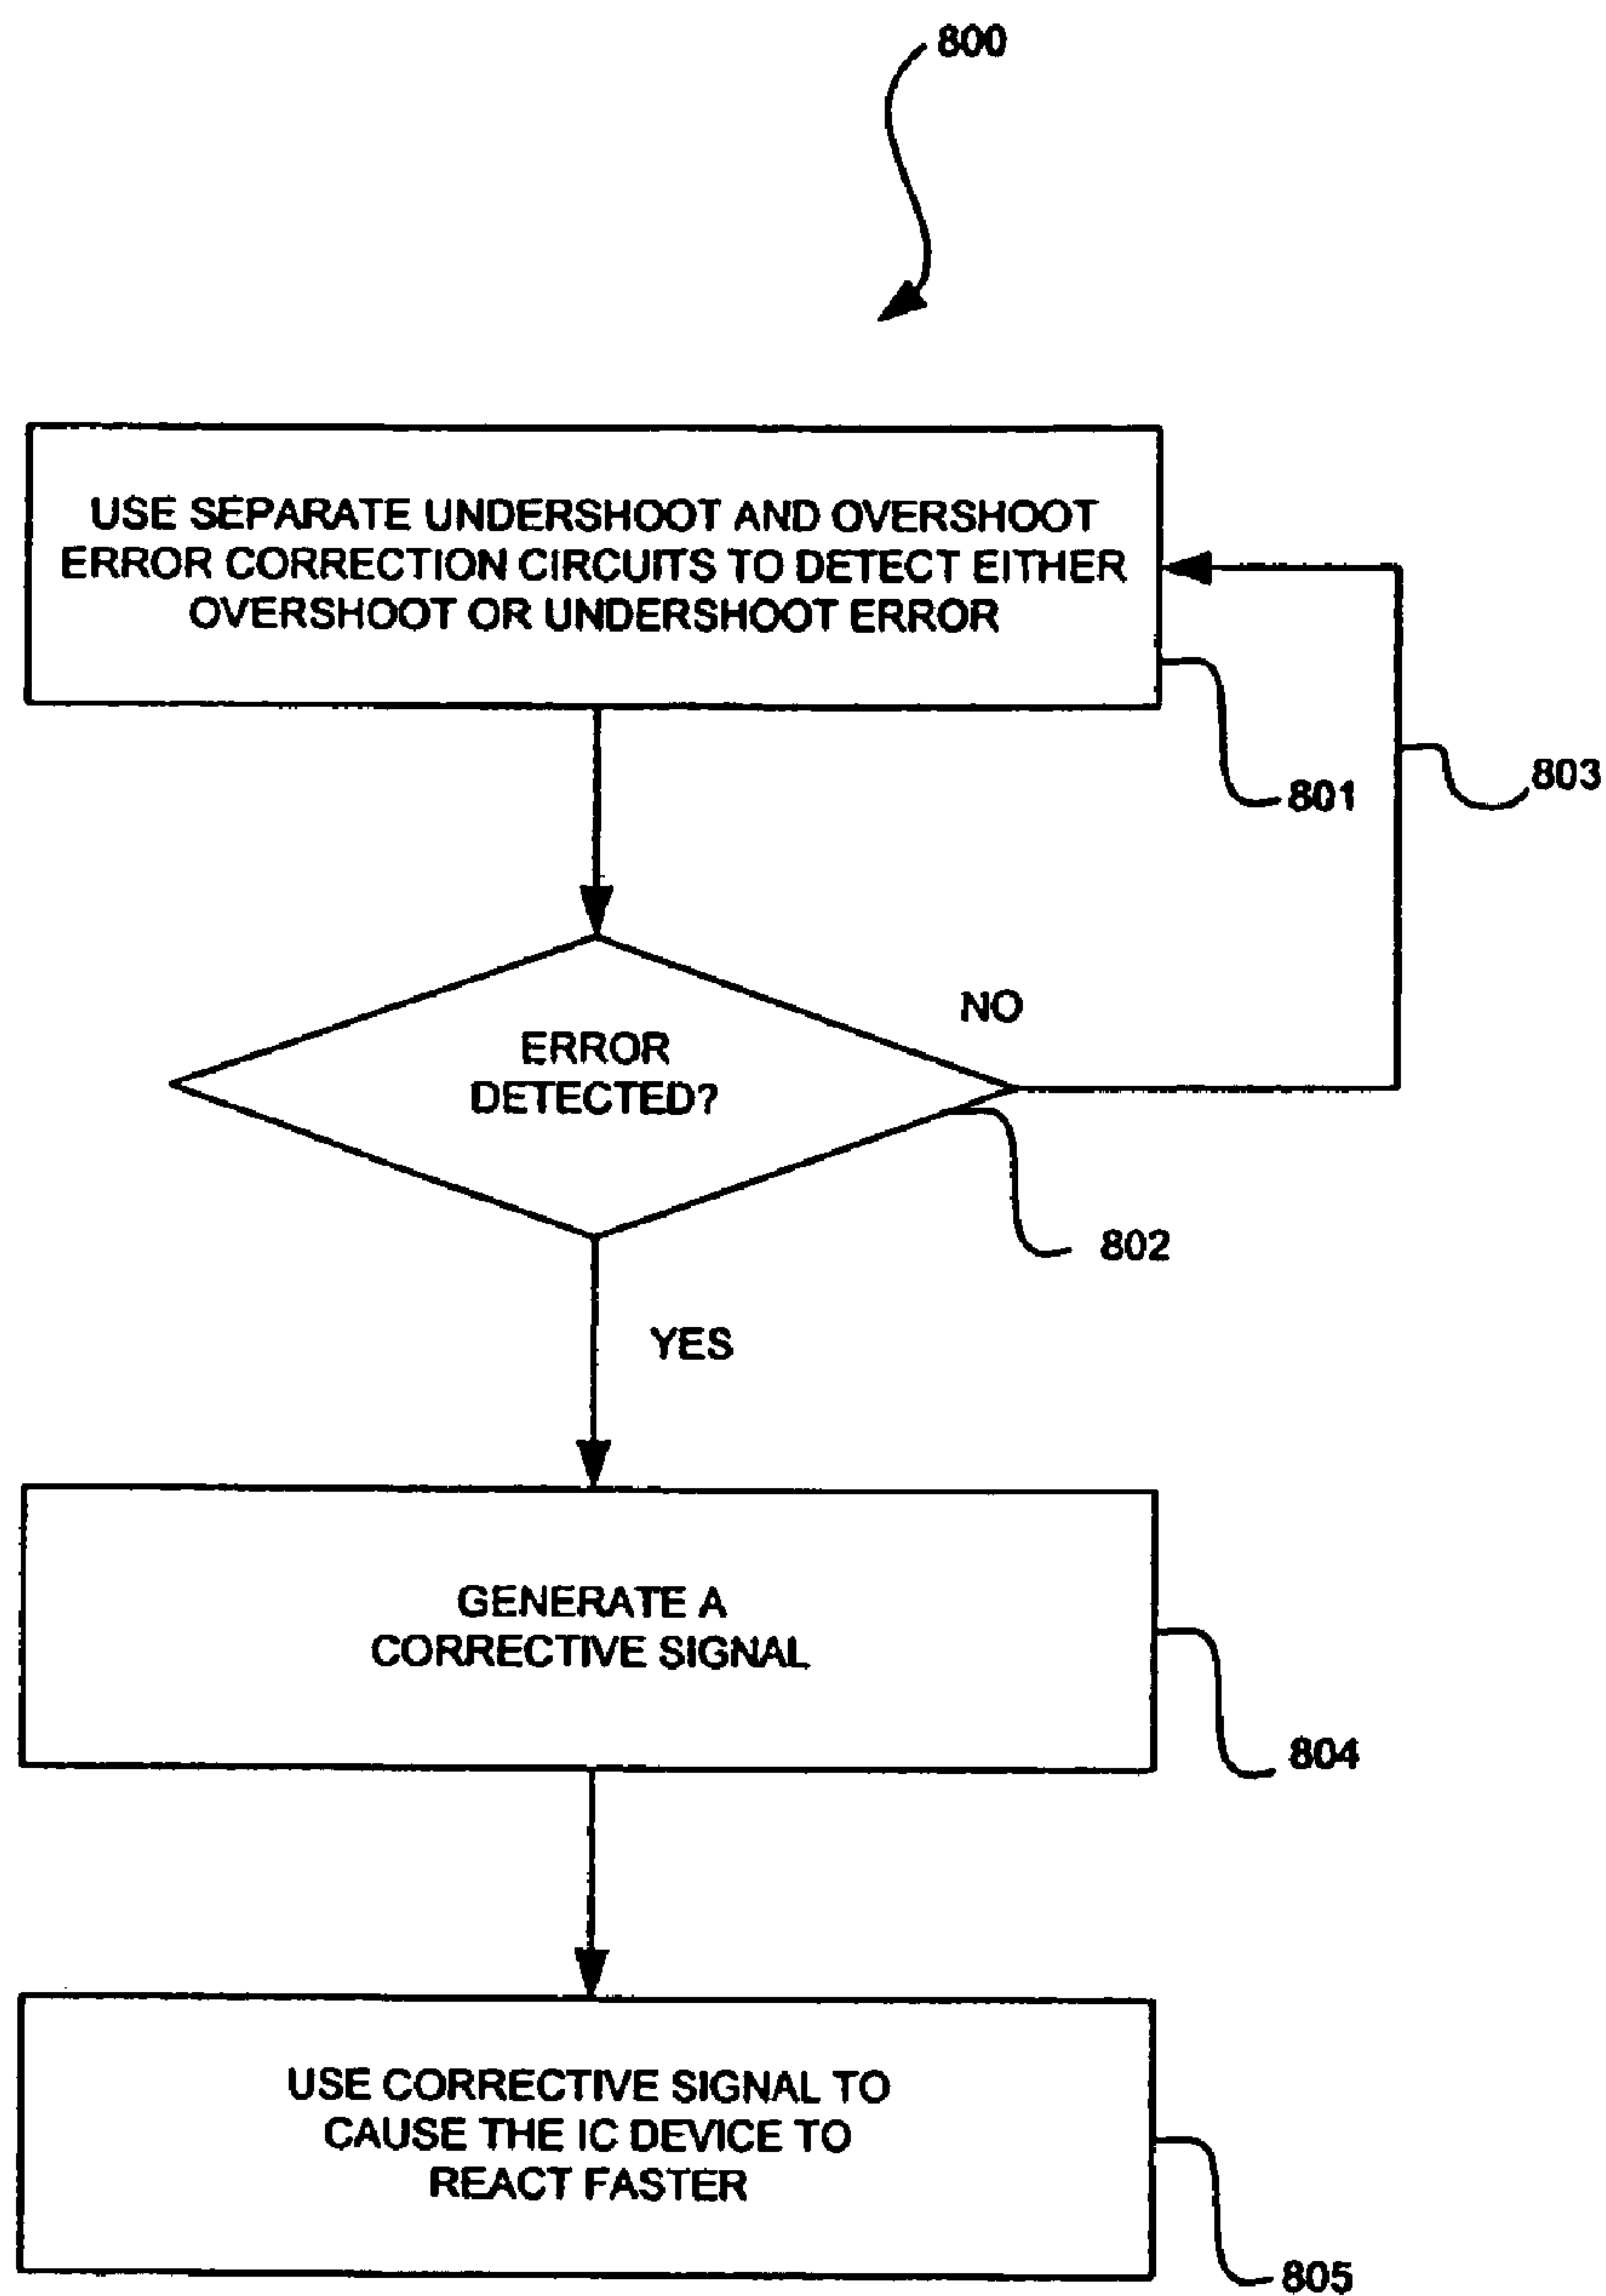 800
USE SEPARATE UNDERSHOOT AND OVERSHOOT
ERROR CORRECTION CIRCUITS TO DETECT EITHER
OVERSHOOT OR UNDERSHOOT ERROR
801
803
NO
ERROR
DETECTED?
802
YES
GENERATE A
CORRECTIVE SIGNAL
804
USE CORRECTIVE SIGNAL TO
CAUSE THE IC DEVICE TO
REACT FASTER
805